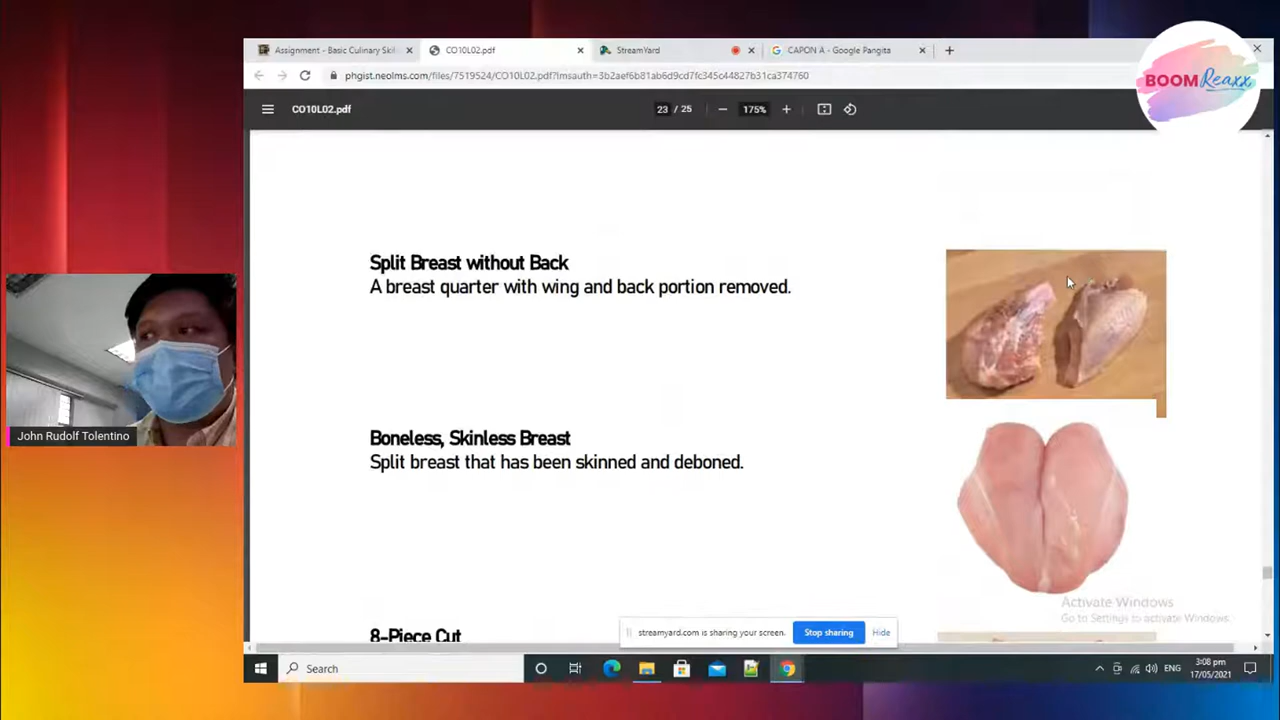 Assignment - Basic Culinary Skil
CO10L02.pdf
StreamYard
CAPON A - Google Pangita
phgist.neolms.com/files/7519524/CO10L02.pdf?lmsauth=3b2aef6b81ab6d9cd7fc345c44827b31ca374760
BOOM Reaxx
CO10L02.pdf
23 / 25
175%
Split Breast without Back
A breast quarter with wing and back portion removed.
John Rudolf Tolentino
Boneless, Skinless Breast
Split breast that has been skinned and deboned.
Activate Windows
Go to Settings to activate Windows.
8-Piece Cut
streamyard.com is sharing your screen.
Stop sharing
Hide
Search
ENG
3:08 pm
17/05/2021